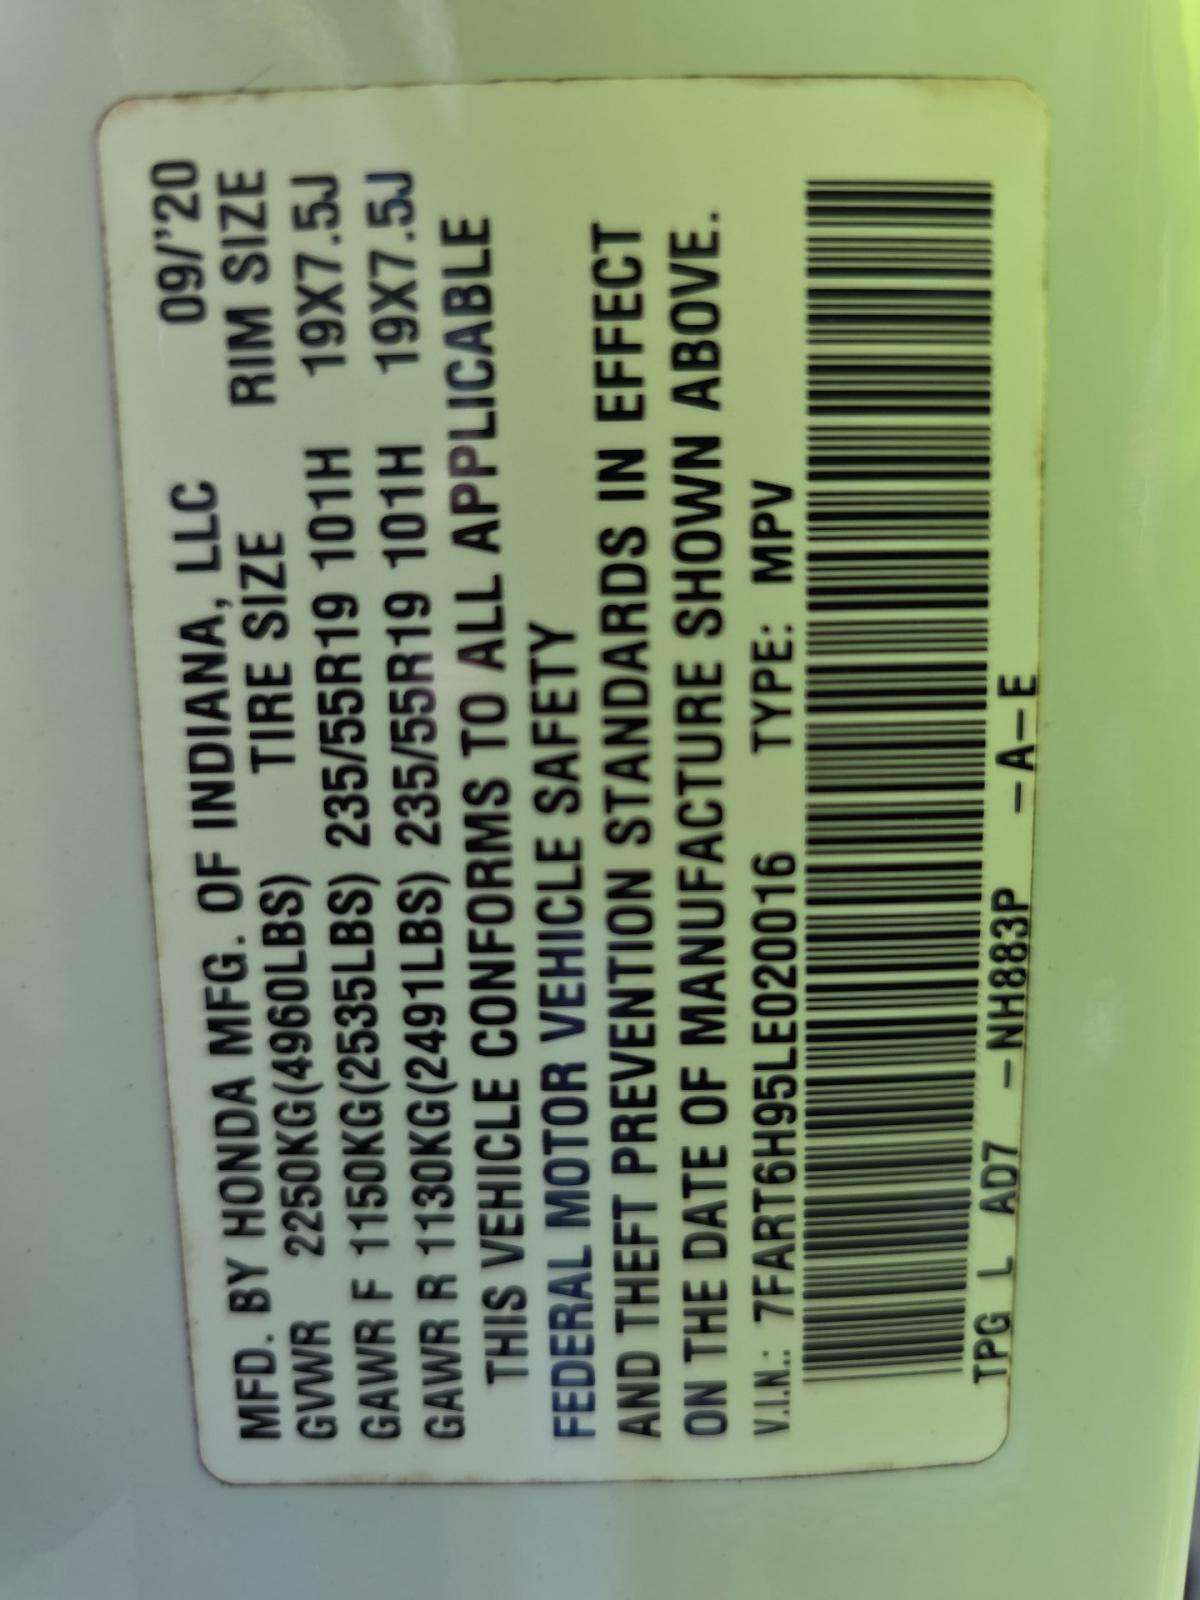 MFD. BY HONDA MFG. OF INDIANA, LLC 09/'20
GVWR 2250KG(4960LBS) TIRE SIZE RIM SIZE
GAWR F 1150KG(2535LBS) 235/55R19 101H 19X7.5J
GAWR R 1130KG(2491LBS) 235/55R19 101H 19X7.5J
THIS VEHICLE CONFORMS TO ALL APPLICABLE
FEDERAL MOTOR VEHICLE SAFETY
AND THEFT PREVENTION STANDARDS IN EFFECT
ON THE DATE OF MANUFACTURE SHOWN ABOVE.
V.I.N.: 7FART6H95LE020016 TYPE: MPV
TPG L AD7 -NH883P -A-E